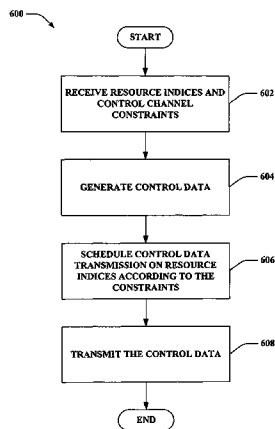 600
START
RECEIVE RESOURCE INDICES AND
CONTROL CHANNEL
CONSTRAINTS
602
GENERATE CONTROL DATA
604
SCHEDULE CONTROL DATA
TRANSMISSION ON RESOURCE
INDICES ACCORDING TO THE
CONSTRAINTS
606
TRANSMIT THE CONTROL DATA
608
END